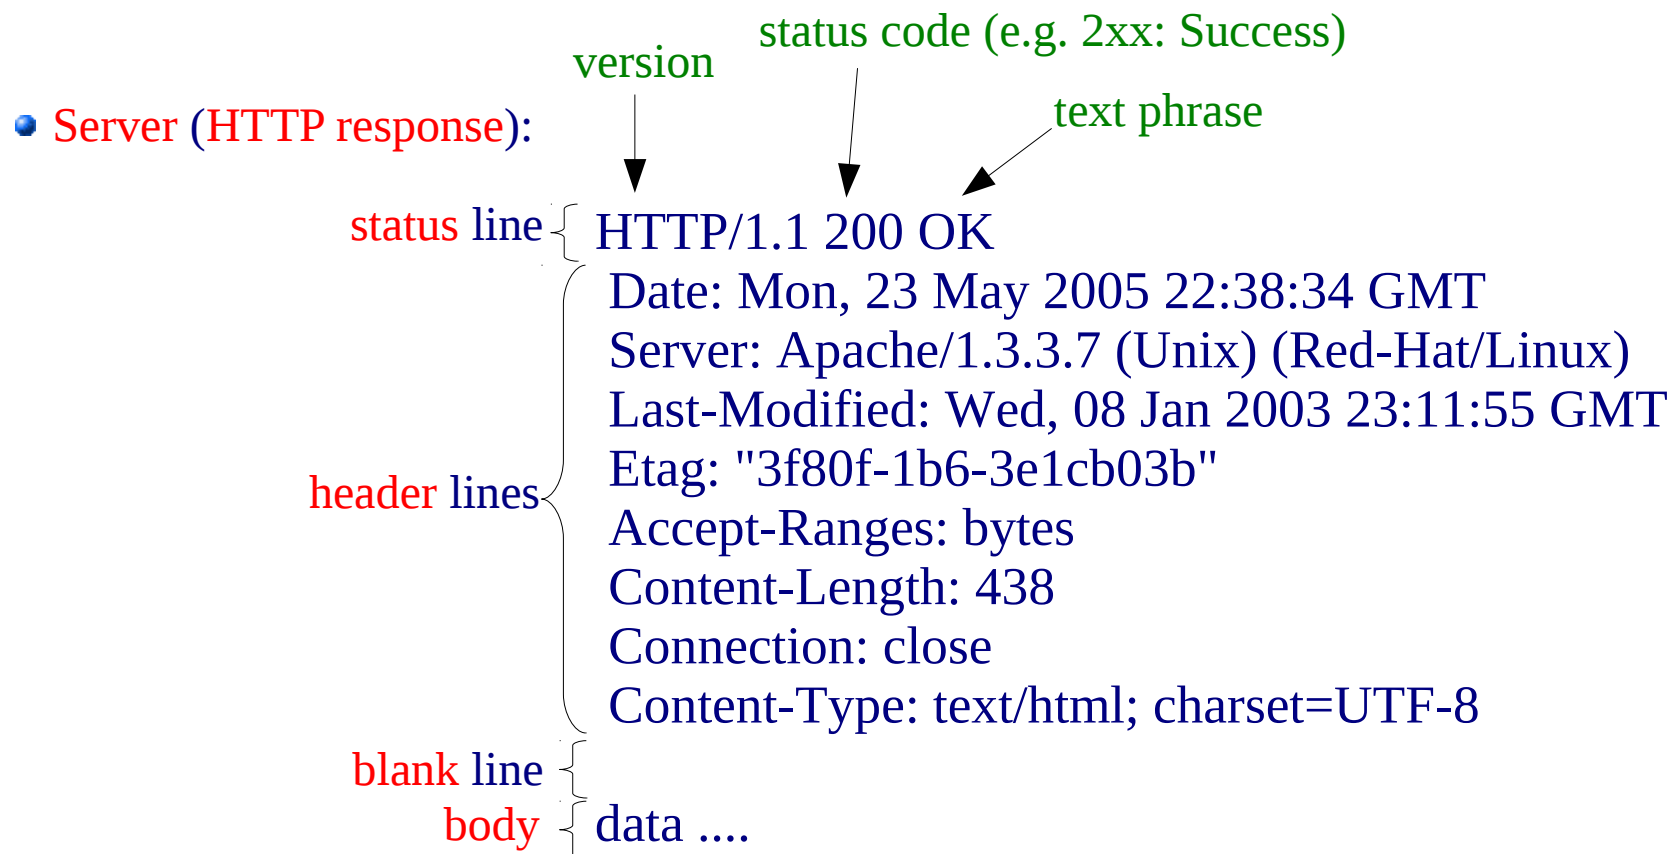 status code (e.g. 2xx: Success)
version
text phrase
Server (HTTP response):
status line
HTTP/1.1 200 OK
Date: Mon, 23 May 2005 22:38:34 GMT
Server: Apache/1.3.3.7 (Unix) (Red-Hat/Linux)
Last-Modified: Wed, 08 Jan 2003 23:11:55 GMT
Etag: "3f80f-1b6-3e1cb03b"
header lines
Accept-Ranges: bytes
Content-Length: 438
Connection: close
Content-Type: text/html; charset=UTF-8
blank line
body
data ....